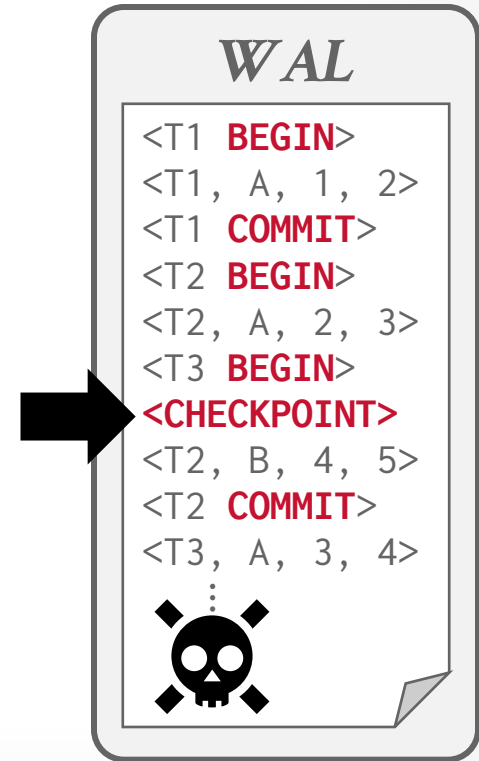 WAL
<T1 BEGIN>
<T1, A, 1, 2>
<T1 COMMIT>
<T2 BEGIN>
<T2, A, 2, 3>
<T3 BEGIN>
<CHECKPOINT>
<T2, B, 4, 5>
<T2 COMMIT>
<T3, A, 3, 4>
⋮